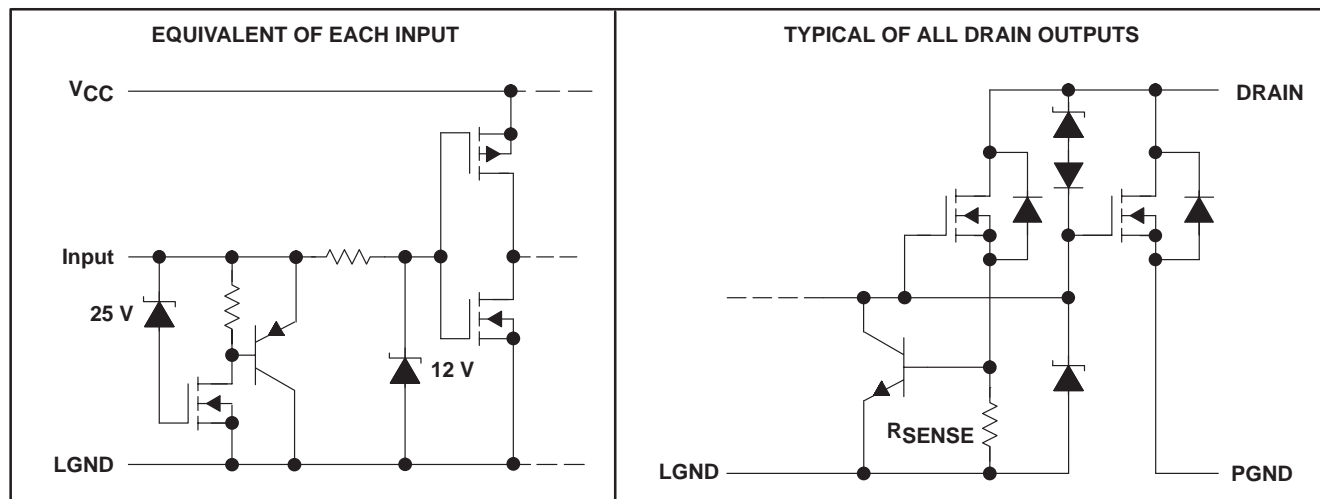 EQUIVALENT OF EACH INPUT
VCC
Input
25 V
12 V
LGND
TYPICAL OF ALL DRAIN OUTPUTS
DRAIN
RSENSE
LGND
PGND